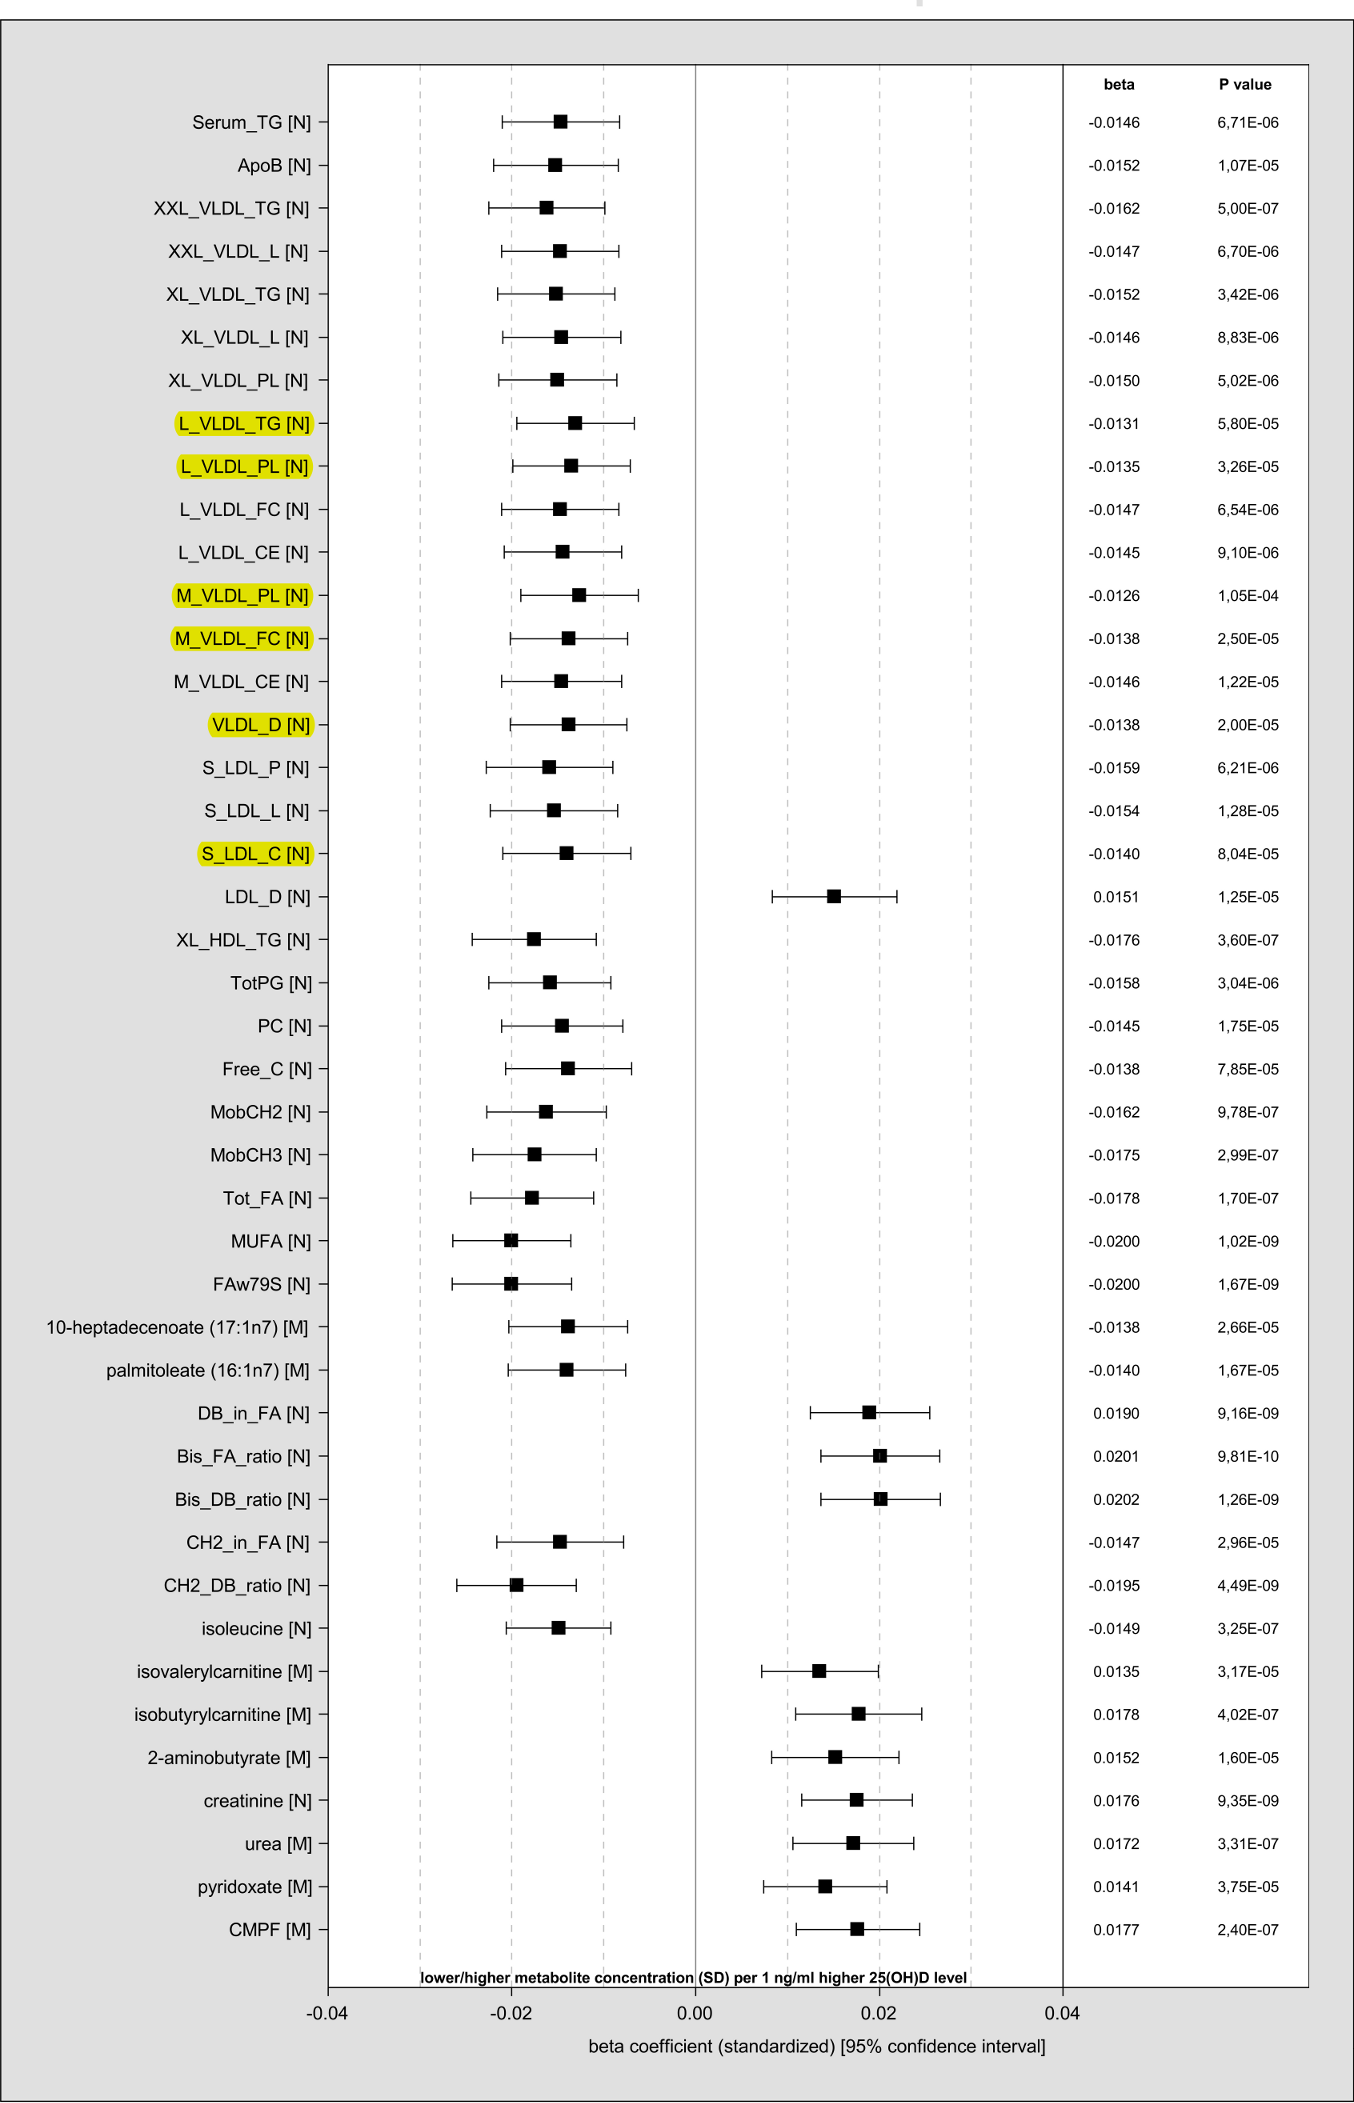 beta P value
Serum_TG [N] -0.0146 6,71E-06
ApoB [N] -0.0152 1,07E-05
XXL_VLDL_TG [N] -0.0162 5,00E-07
XXL_VLDL_L [N] -0.0147 6,70E-06
XL_VLDL_TG [N] -0.0152 3,42E-06
XL_VLDL_L [N] -0.0146 8,83E-06
XL_VLDL_PL [N] -0.0150 5,02E-06
L_VLDL_TG [N] -0.0131 5,80E-05
L_VLDL_PL [N] -0.0135 3,26E-05
L_VLDL_FC [N] -0.0147 6,54E-06
L_VLDL_CE [N] -0.0145 9,10E-06
M_VLDL_PL [N] -0.0126 1,05E-04
M_VLDL_FC [N] -0.0138 2,50E-05
M_VLDL_CE [N] -0.0146 1,22E-05
VLDL_D [N] -0.0138 2,00E-05
S_LDL_P [N] -0.0159 6,21E-06
S_LDL_L [N] -0.0154 1,28E-05
S_LDL_C [N] -0.0140 8,04E-05
LDL_D [N] 0.0151 1,25E-05
XL_HDL_TG [N] -0.0176 3,60E-07
TotPG [N] -0.0158 3,04E-06
PC [N] -0.0145 1,75E-05
Free_C [N] -0.0138 7,85E-05
MobCH2 [N] -0.0162 9,78E-07
MobCH3 [N] -0.0175 2,99E-07
Tot_FA [N] -0.0178 1,70E-07
MUFA [N] -0.0200 1,02E-09
FAw79S [N] -0.0200 1,67E-09
10-heptadecenoate (17:1n7) [M] -0.0138 2,66E-05
palmitoleate (16:1n7) [M] -0.0140 1,67E-05
DB_in_FA [N] 0.0190 9,16E-09
Bis_FA_ratio [N] 0.0201 9,81E-10
Bis_DB_ratio [N] 0.0202 1,26E-09
CH2_in_FA [N] -0.0147 2,96E-05
CH2_DB_ratio [N] -0.0195 4,49E-09
isoleucine [N] -0.0149 3,25E-07
isovalerylcarnitine [M] 0.0135 3,17E-05
isobutyrylcarnitine [M] 0.0178 4,02E-07
2-aminobutyrate [M] 0.0152 1,60E-05
creatinine [N] 0.0176 9,35E-09
urea [M] 0.0172 3,31E-07
pyridoxate [M] 0.0141 3,75E-05
CMPF [M] 0.0177 2,40E-07
lower/higher metabolite concentration (SD) per 1 ng/ml higher 25(OH)D level
-0.04 -0.02 0.00 0.02 0.04
beta coefficient (standardized) [95% confidence interval]